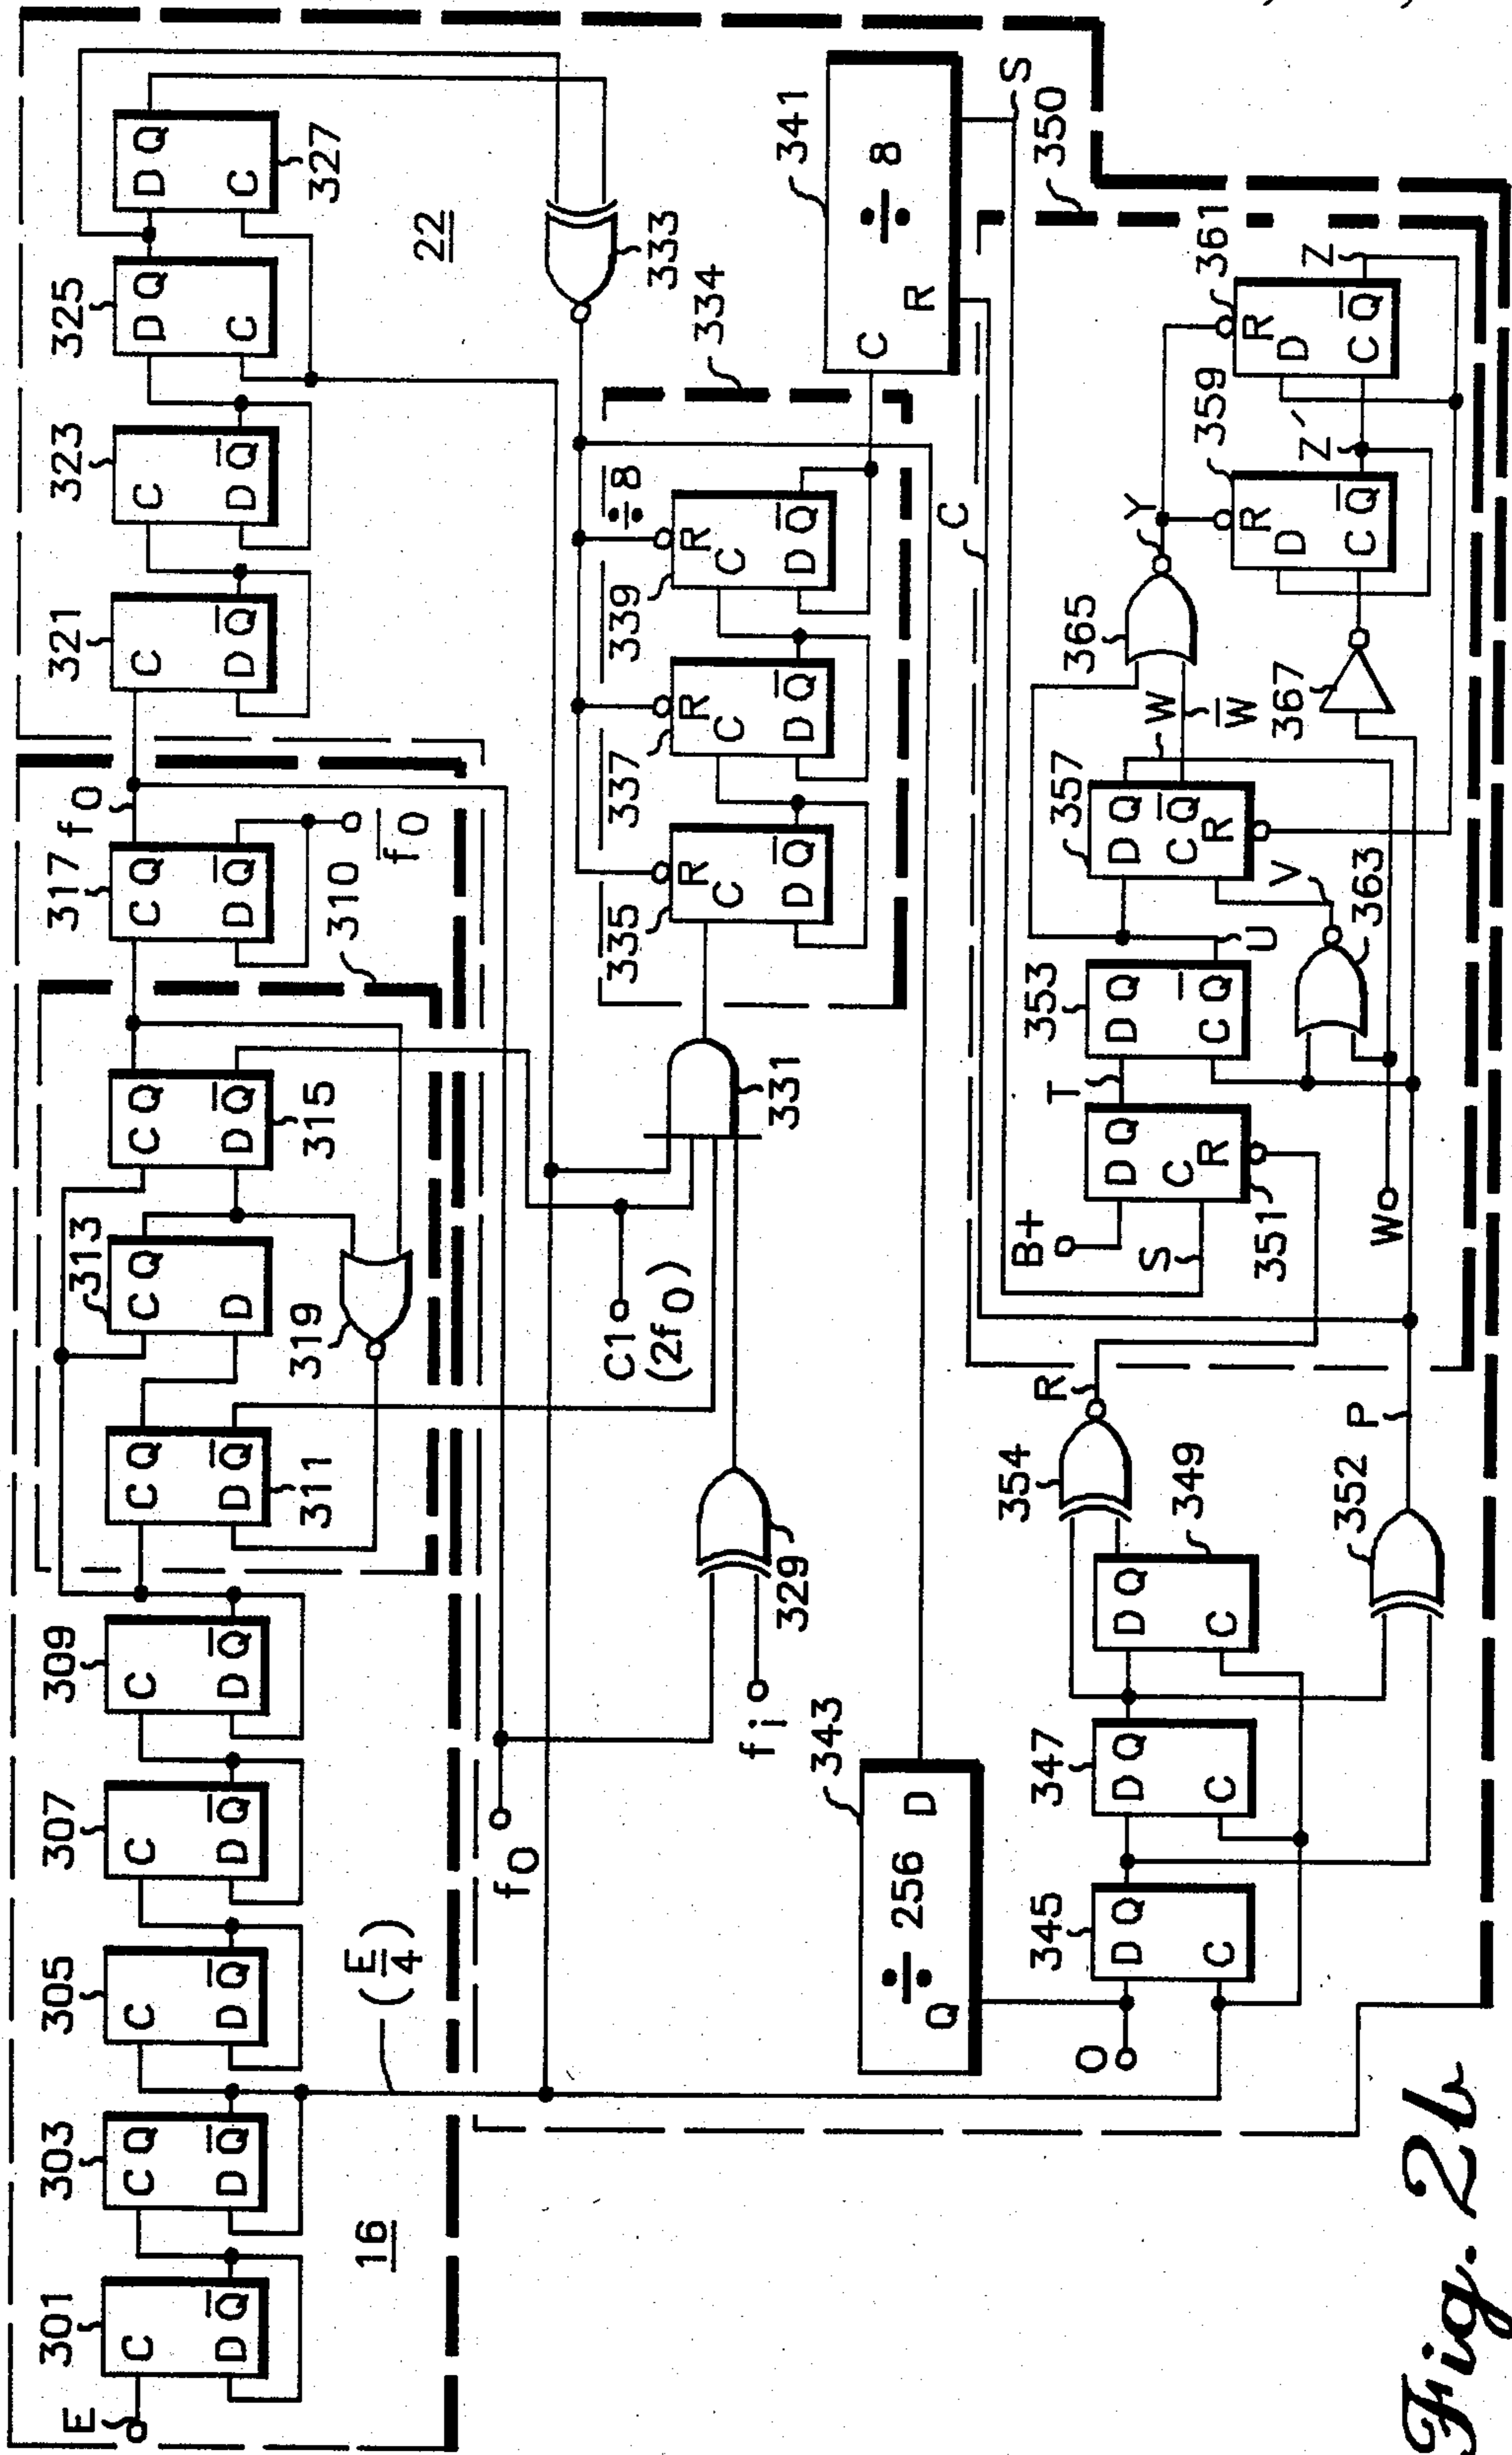 E
301
C
D Q̅
303
C Q
D Q̅
305
C
D Q̅
307
C
D Q̅
309
C
D Q̅
311
C Q
D Q̅
313
C Q
D
315
C Q
D Q̅
317
C Q
D Q̅
319
310
f0
f̅0̅
16
(E/4)
321
C
D Q̅
323
C
D Q̅
325
D Q
C
327
D Q
C
22
333
334
f0
fi
329
C1
(2f0)
331
335
R
C
D Q̅
337
R
C
D Q̅
339
R
C
D Q̅
÷8
341
C
R
÷ 8
S
350
C
343
÷ 256
D
Q
O
345
D Q
C
347
D Q
C
349
D Q
C
354
R
352
P
B+
S
351
D Q
C
R
T
353
D Q
C Q̅
U
357
D Q
C Q̅
R
V
363
W
W̅
Wo
365
Y
367
359
R
D
C Q̅
Z'
361
R
D
C Q̅
Z
Fig. 2b